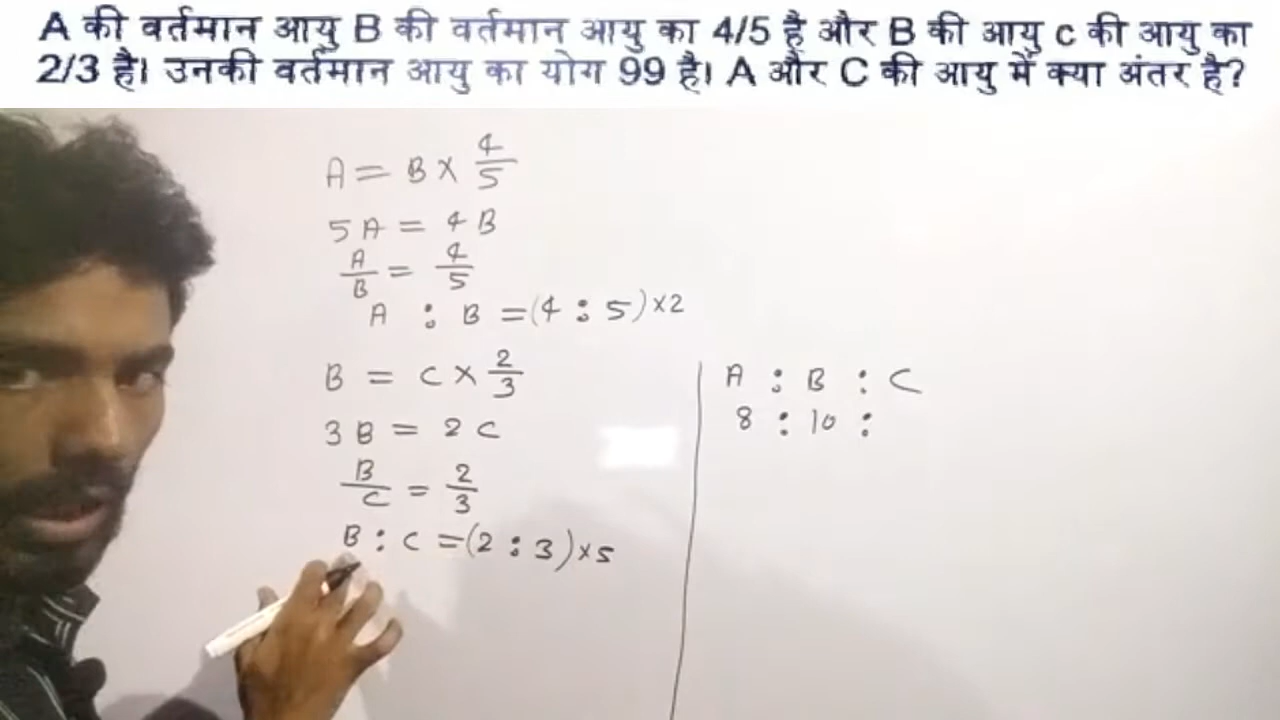 A की वर्तमान आयु B की वर्तमान आयु का 4/5 है और B की आयु c की आयु का
2/3 है। उनकी वर्तमान आयु का योग 99 है। A और C की आयु में क्या अंतर है?
A = B × 4/5
5A = 4B
A/B = 4/5
A : B = (4 : 5) × 2
B = C × 2/3
3B = 2C
B/C = 2/3
B : C = (2 : 3) × 5
A : B : C
8 : 10 :